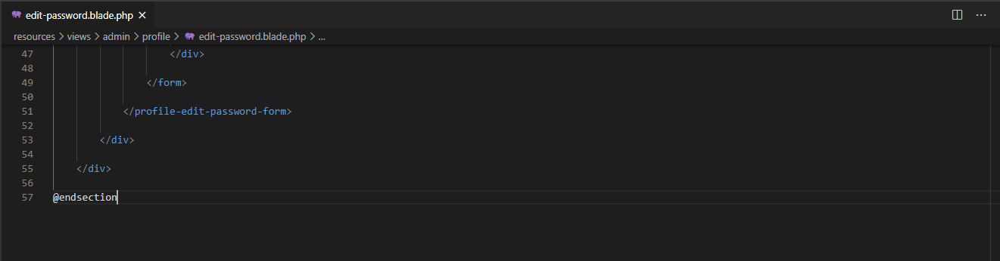 edit-password.blade.php ×
resources > views > admin > profile > edit-password.blade.php > ...
47 </div>
48
49 </form>
50
51 </profile-edit-password-form>
52
53 </div>
54
55 </div>
56
57 @endsection